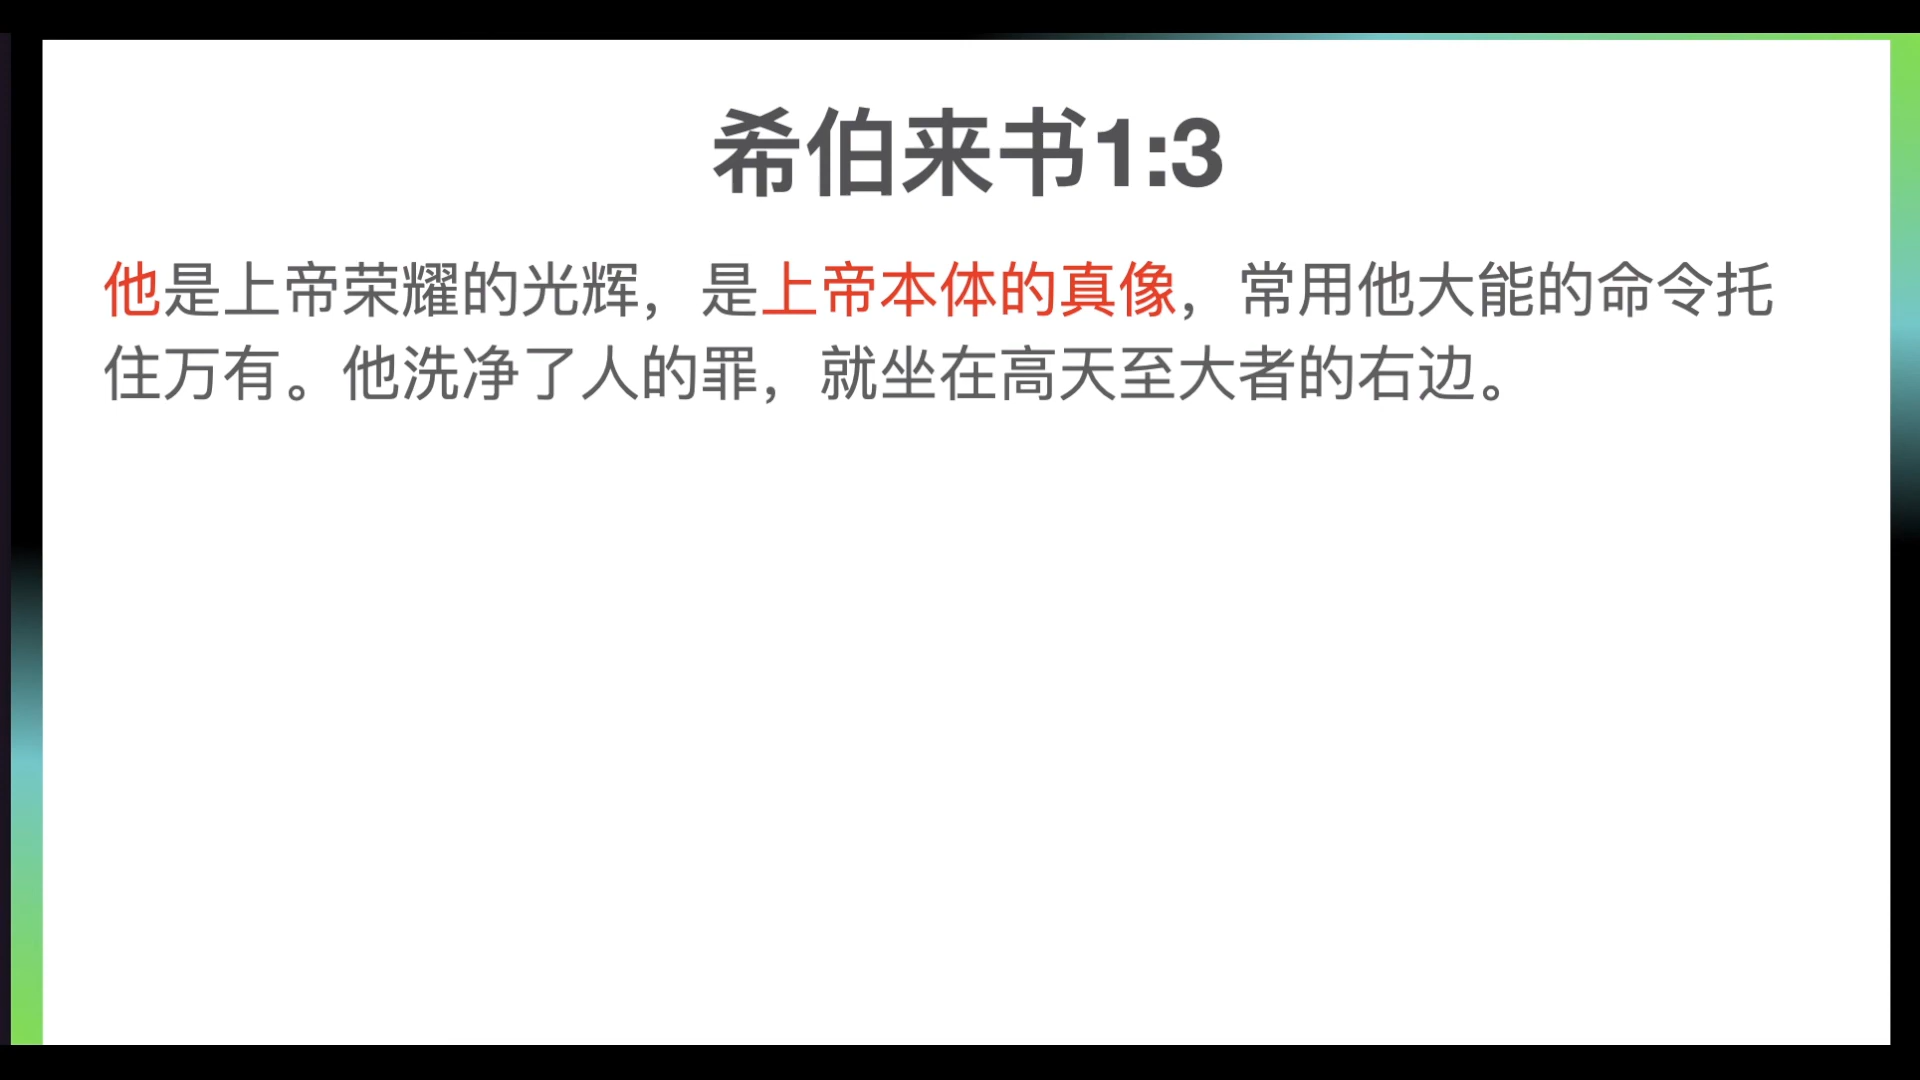 希伯来书1:3
他是上帝荣耀的光辉，是上帝本体的真像，常用他大能的命令托
住万有。他洗净了人的罪，就坐在高天至大者的右边。